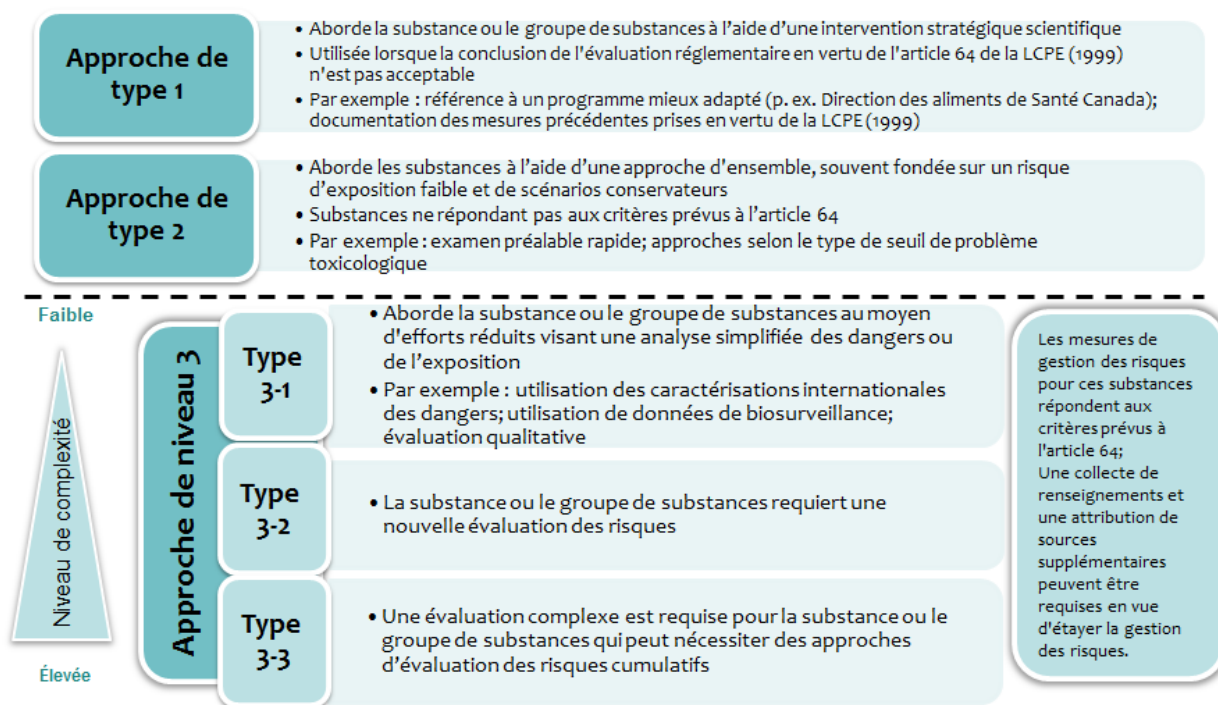 Approche de
type 1
• Aborde la substance ou le groupe de substances à l’aide d’une intervention stratégique scientifique
• Utilisée lorsque la conclusion de l'évaluation réglementaire en vertu de l'article 64 de la LCPE (1999)
n'est pas acceptable
• Par exemple : référence à un programme mieux adapté (p. ex. Direction des aliments de Santé Canada);
documentation des mesures précédentes prises en vertu de la LCPE (1999)
Approche de
type 2
• Aborde les substances à l’aide d’une approche d'ensemble, souvent fondée sur un risque
d’exposition faible et de scénarios conservateurs
• Substances ne répondant pas aux critères prévus à l’article 64
• Par exemple : examen préalable rapide; approches selon le type de seuil de problème
toxicologique
Faible
Niveau de complexité
Élevée
Approche de niveau 3
Type
3-1
• Aborde la substance ou le groupe de substances au moyen
d'efforts réduits visant une analyse simplifiée des dangers ou
de l’exposition
• Par exemple : utilisation des caractérisations internationales
des dangers; utilisation de données de biosurveillance;
évaluation qualitative
Type
3-2
• La substance ou le groupe de substances requiert une
nouvelle évaluation des risques
Type
3-3
• Une évaluation complexe est requise pour la substance ou le
groupe de substances qui peut nécessiter des approches
d’évaluation des risques cumulatifs
Les mesures de
gestion des risques
pour ces substances
répondent aux
critères prévus à
l'article 64;
Une collecte de
renseignements et
une attribution de
sources
supplémentaires
peuvent être
requises en vue
d'étayer la gestion
des risques.